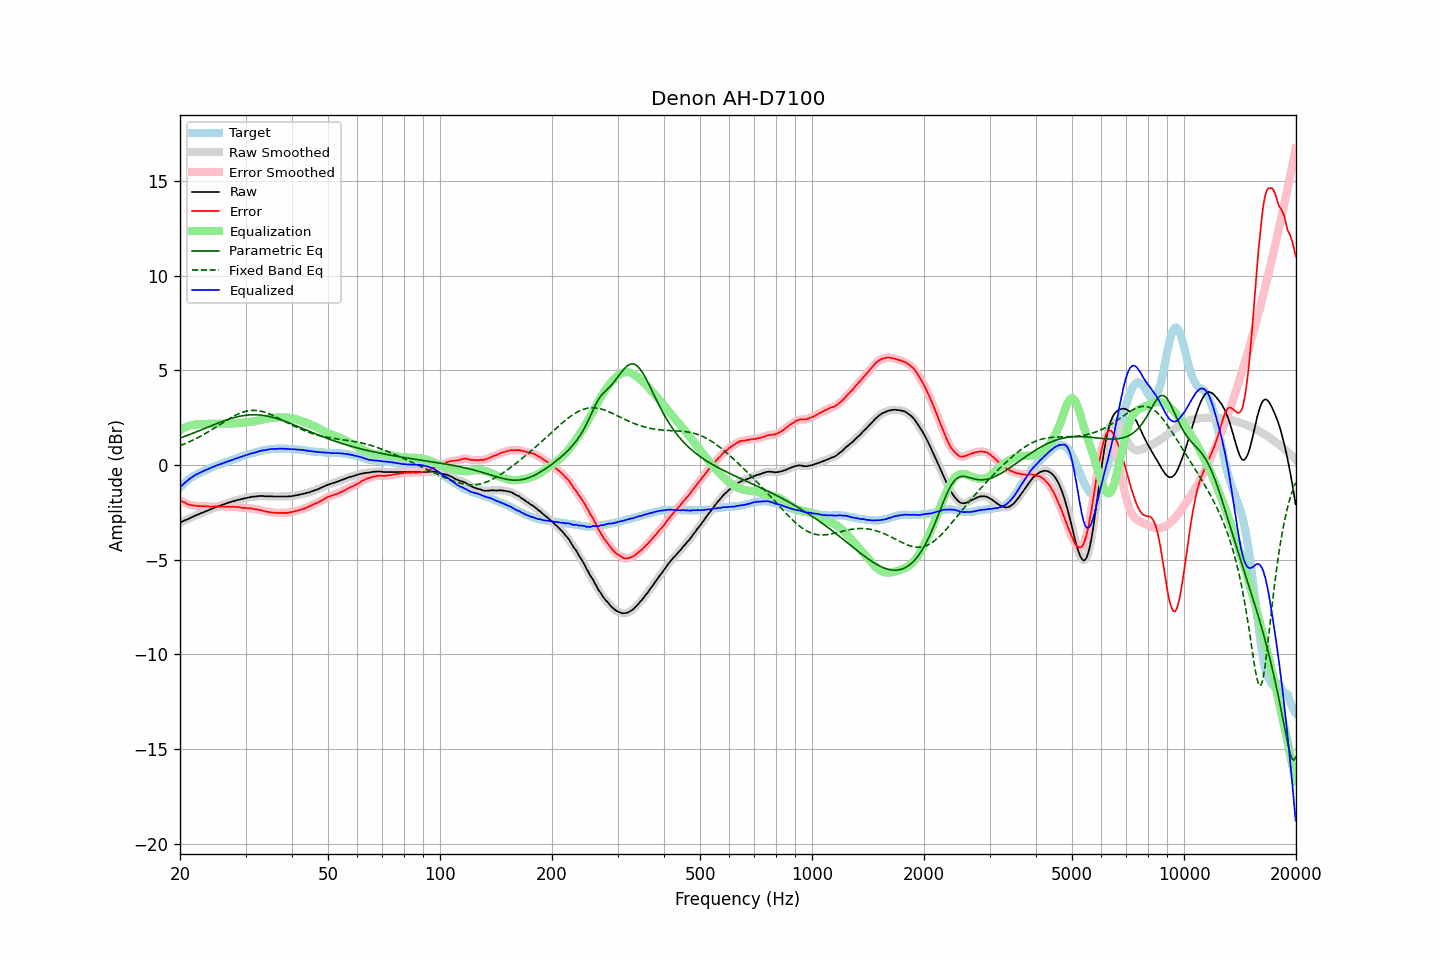 Denon AH-D7100
Target
Raw Smoothed
Error Smoothed
Raw
Error
Equalization
Parametric Eq
Fixed Band Eq
Equalized
Amplitude (dBr)
15
10
5
0
−5
−10
−15
−20
20 50 100 200 500 1000 2000 5000 10000 20000
Frequency (Hz)